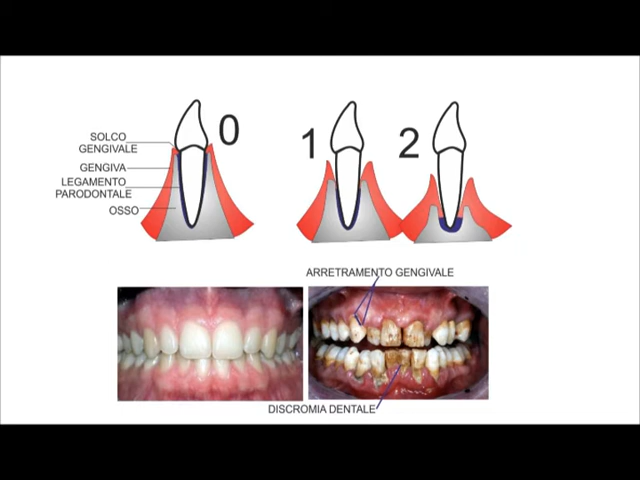 SOLCO
GENGIVALE
GENGIVA
LEGAMENTO
PARODONTALE
OSSO
0
1
2
ARRETRAMENTO GENGIVALE
DISCROMIA DENTALE